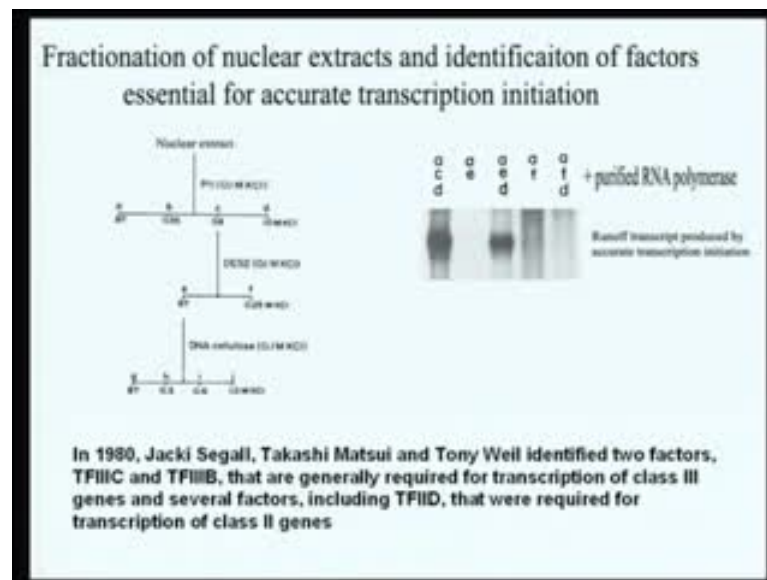 Fractionation of nuclear extracts and identificaiton of factors
essential for accurate transcription initiation
Nuclear extract
a b c d
a e
a e d
a f
a f d
+ purified RNA polymerase
Runoff transcript produced by
accurate transcription initiation
DNA cellulose
In 1980, Jacki Segall, Takashi Matsui and Tony Weil identified two factors,
TFIIIC and TFIIIB, that are generally required for transcription of class III
genes and several factors, including TFIID, that were required for
transcription of class II genes